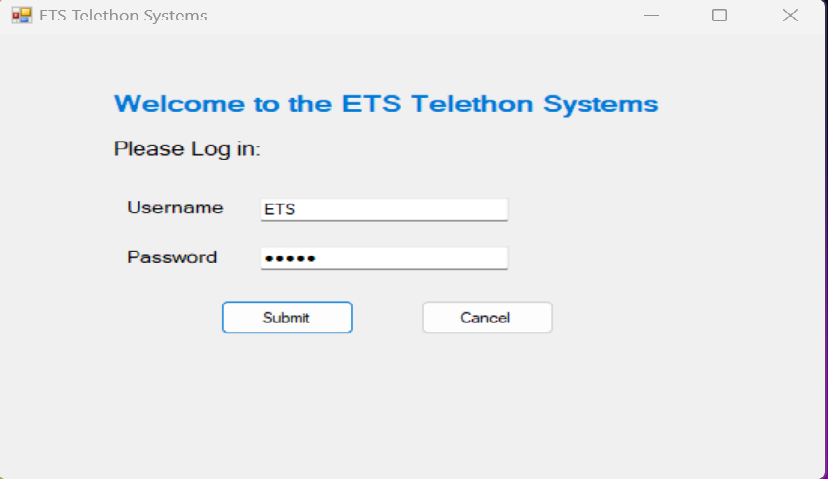 ETS Telethon Systems
Welcome to the ETS Telethon Systems
Please Log in:
Username ETS
Password •••••
Submit Cancel